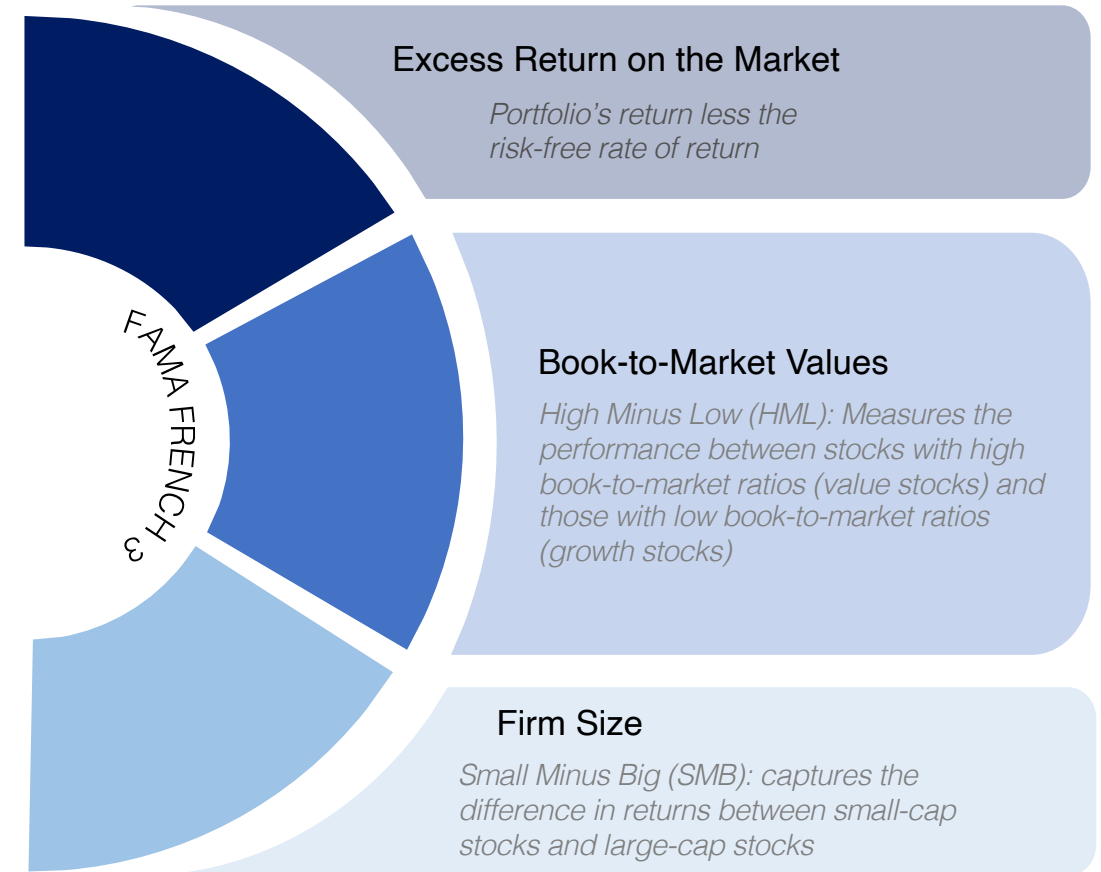 Excess Return on the Market
Portfolio's return less the
risk-free rate of return
FAMA FRENCH 3
Book-to-Market Values
High Minus Low (HML): Measures the
performance between stocks with high
book-to-market ratios (value stocks) and
those with low book-to-market ratios
(growth stocks)
Firm Size
Small Minus Big (SMB): captures the
difference in returns between small-cap
stocks and large-cap stocks